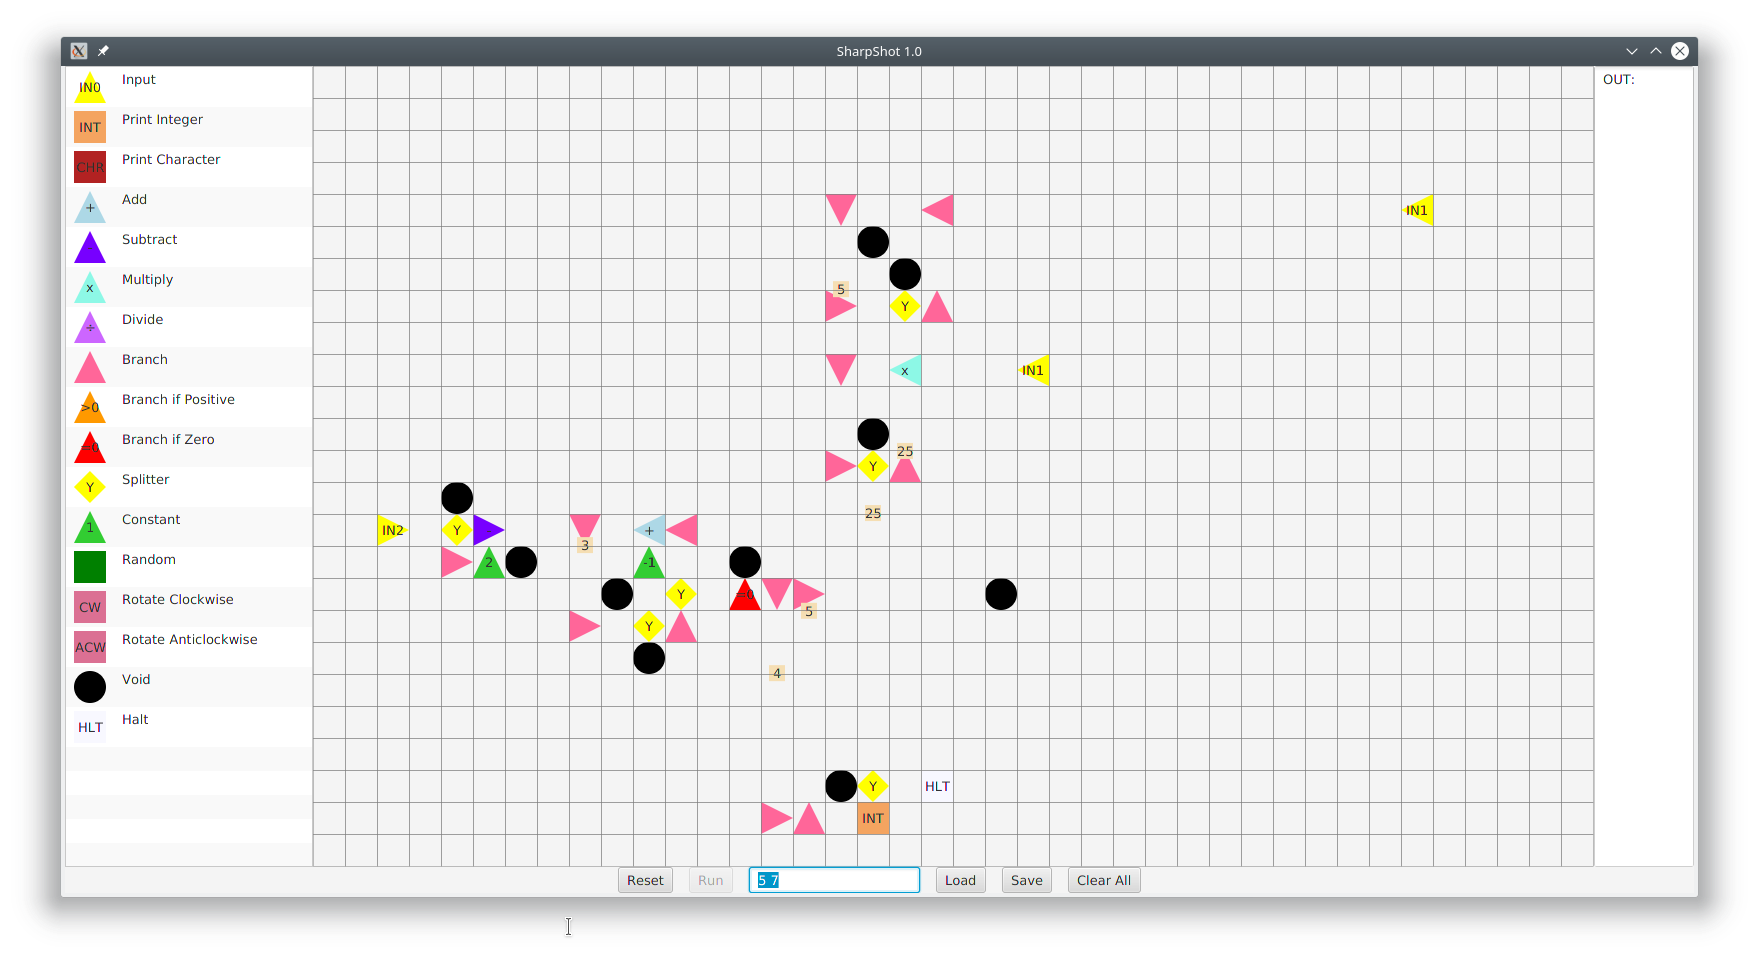 SharpShot 1.0
IN0 Input
INT Print Integer
CHR Print Character
+ Add
- Subtract
x Multiply
÷ Divide
Branch
>0 Branch if Positive
=0 Branch if Zero
Y Splitter
1 Constant
Random
CW Rotate Clockwise
ACW Rotate Anticlockwise
Void
HLT Halt
OUT:
IN1
5
Y
x IN1
25
Y
25
IN2 Y + 
3
2 -1
Y =0
5
Y
4
Y HLT
INT
Reset Run 5 7 Load Save Clear All